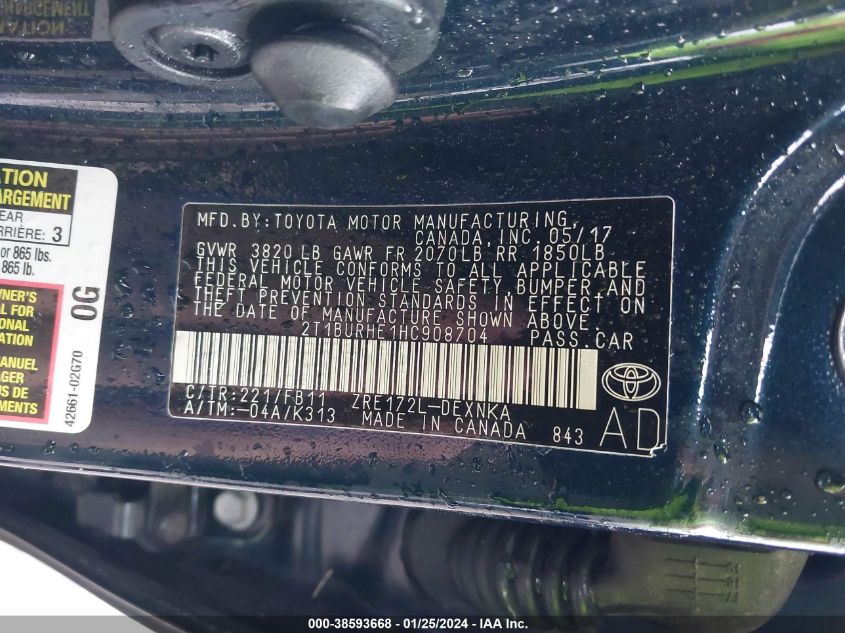 ATION
ARGEMENT
EAR
ARRIÈRE: 3
or 865 lbs.
865 lb.
WNER'S
L FOR
ONAL
ATION
MANUEL
AGER
US DE
EMENTS
0G
42661-02G70
MFD.BY:TOYOTA MOTOR MANUFACTURING,
CANADA,INC. 05/17
GVWR 3820 LB GAWR FR 2070LB RR 1850LB
THIS VEHICLE CONFORMS TO ALL APPLICABLE
FEDERAL MOTOR VEHICLE SAFETY, BUMPER AND
THEFT PREVENTION STANDARDS IN EFFECT ON
THE DATE OF MANUFACTURE SHOWN ABOVE.
2T1BURHE1HC908704 PASS.CAR
C/TR:221/FB11 ZRE172L-DEXNKA
A/TM:-04A/K313 MADE IN CANADA 843
AD
000-38593668 - 01/25/2024 - IAA Inc.